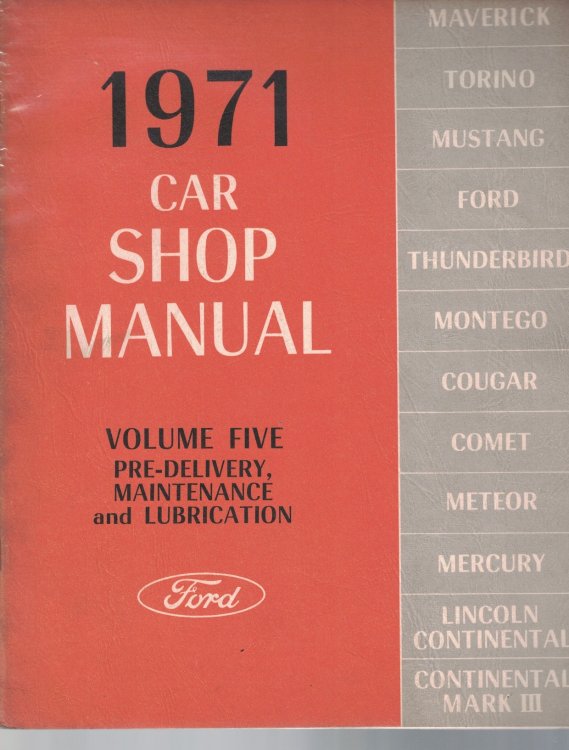 1971
CAR
SHOP
MANUAL
VOLUME FIVE
PRE-DELIVERY,
MAINTENANCE
and LUBRICATION
Ford
MAVERICK
TORINO
MUSTANG
FORD
THUNDERBIRD
MONTEGO
COUGAR
COMET
METEOR
MERCURY
LINCOLN
CONTINENTAL
CONTINENTAL
MARK III